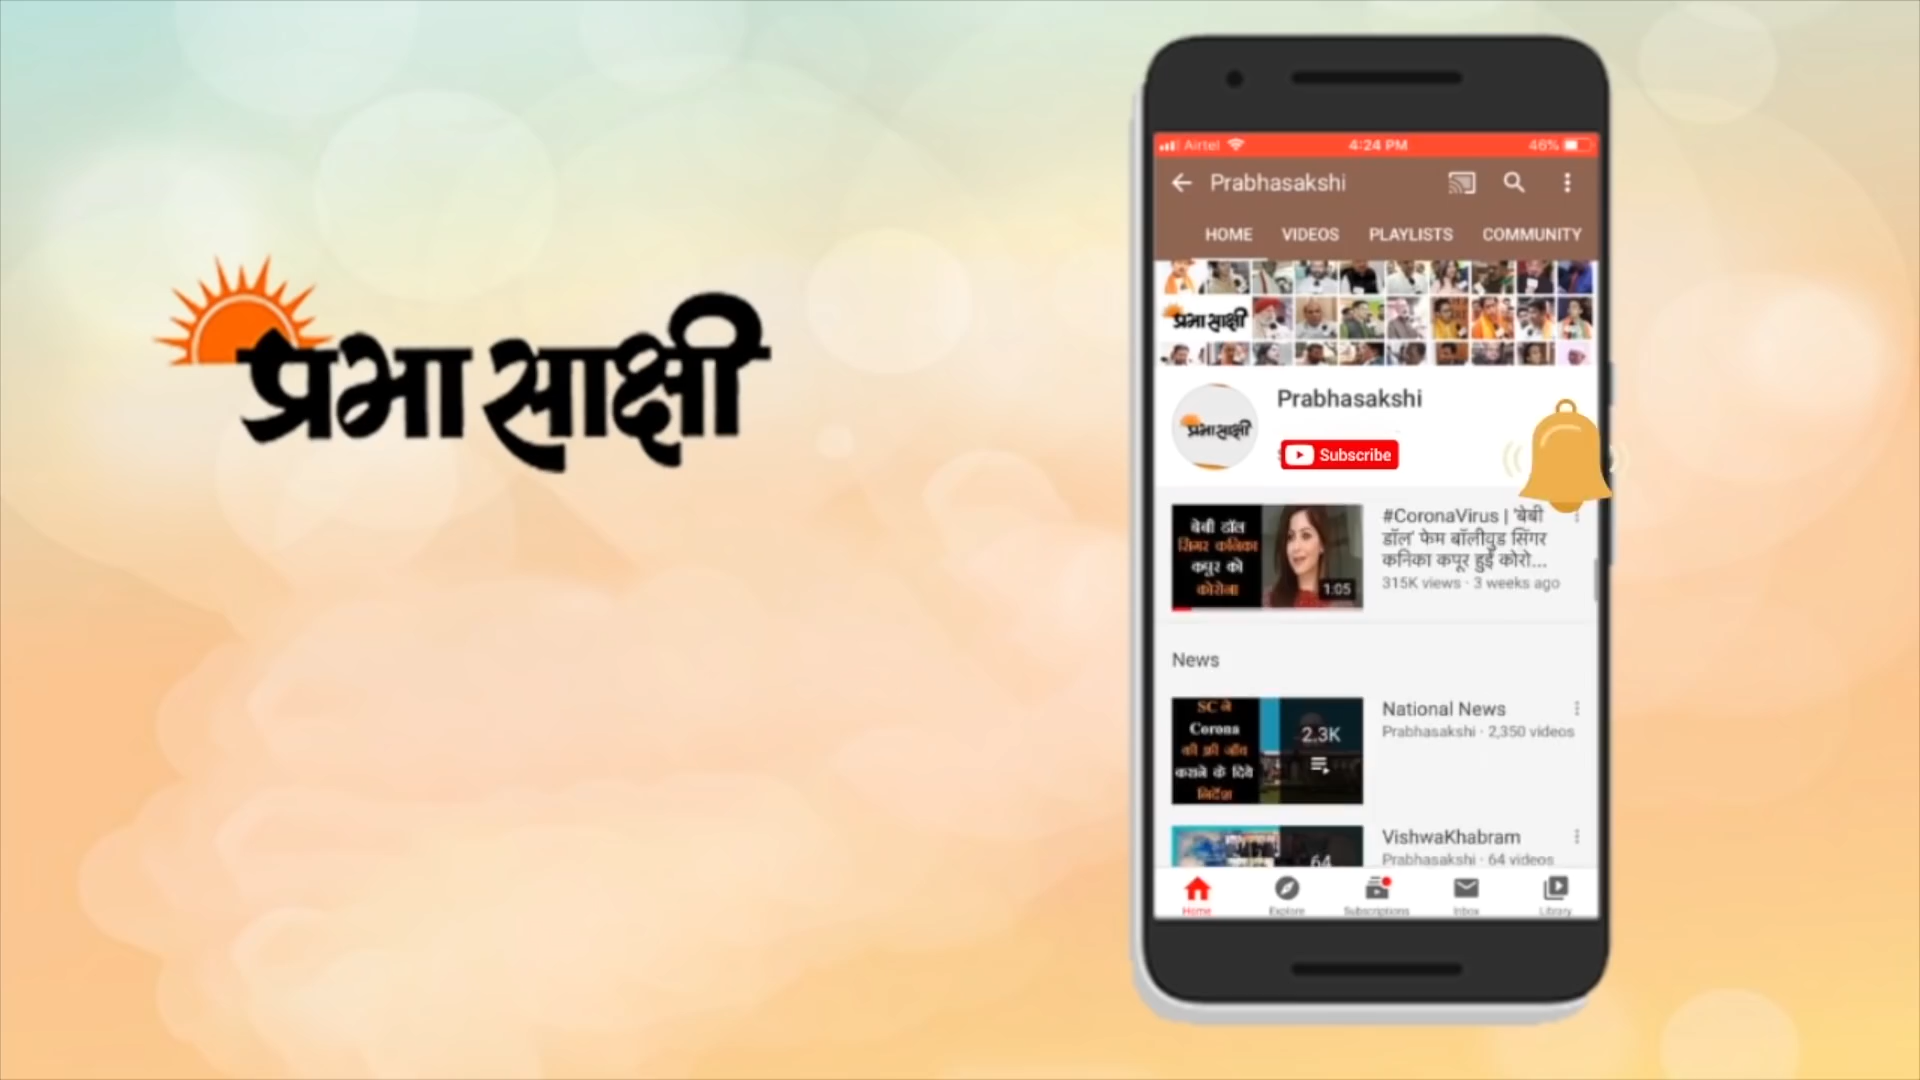 प्रभासाक्षी
Airtel 4:24 PM 46%
Prabhasakshi
HOME VIDEOS PLAYLISTS COMMUNITY
प्रभासाक्षी
Prabhasakshi
प्रभासाक्षी
Subscribe
बेबी डॉल
सिंगर कनिका
कपूर को
कोरोना
1:05
#CoronaVirus | 'बेबी
डॉल' फेम बॉलीवुड सिंगर
कनिका कपूर हुईं कोरो...
315K views · 3 weeks ago
News
SC ने
Corona
की फ्री जाँच
कराने के दिये
निर्देश
2.3K
National News
Prabhasakshi · 2,350 videos
64
VishwaKhabram
Prabhasakshi · 64 videos
Home Explore Subscriptions Inbox Library